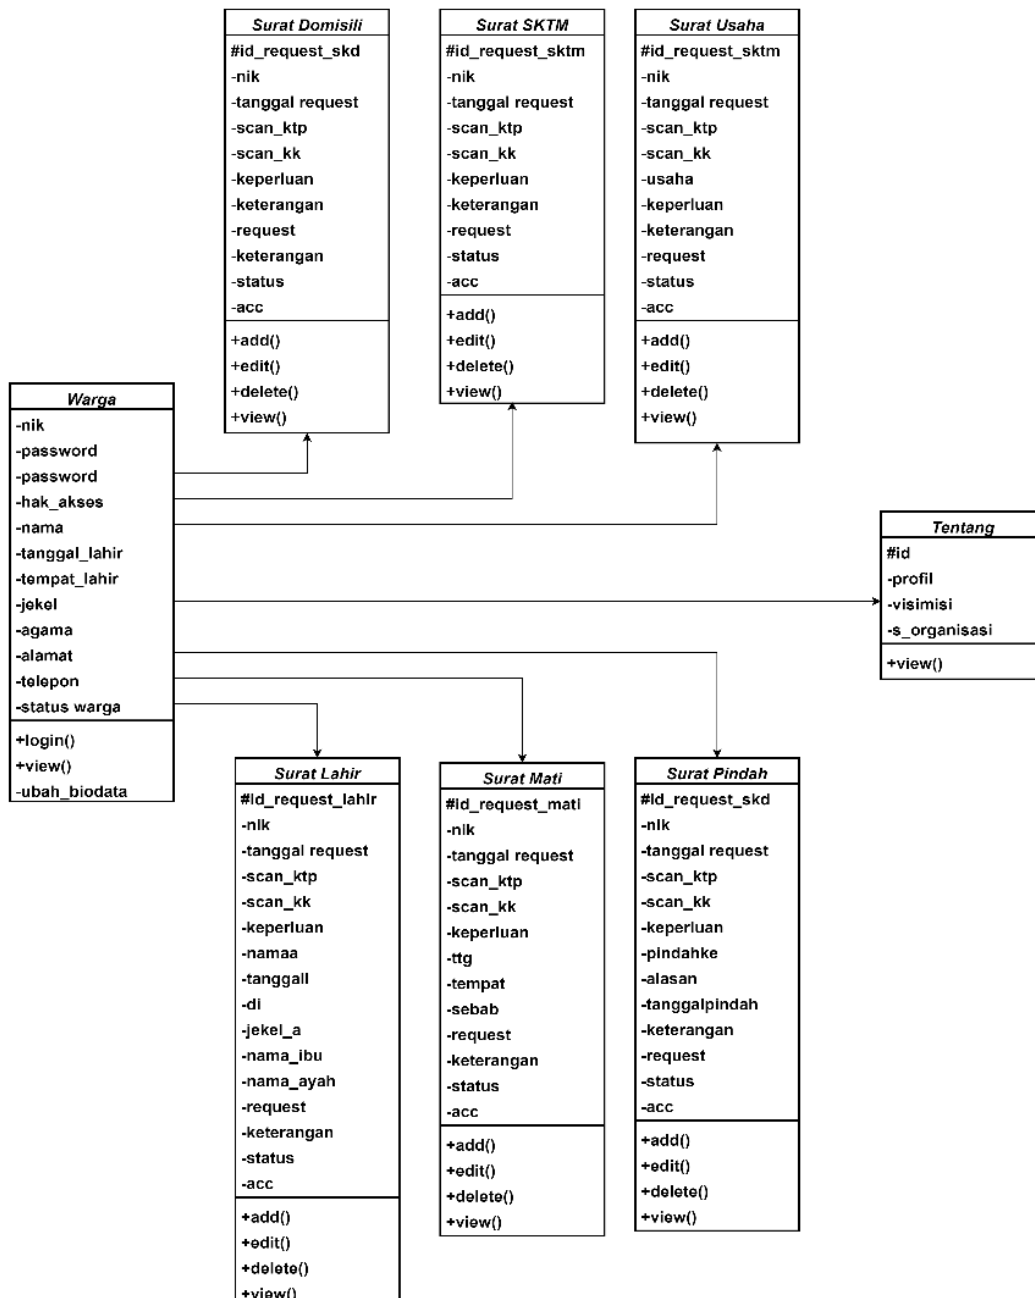 Surat Domisili
#id_request_skd
-nik
-tanggal request
-scan_ktp
-scan_kk
-keperluan
-keterangan
-request
-keterangan
-status
-acc
+add()
+edit()
+delete()
+view()
Surat SKTM
#id_request_sktm
-nik
-tanggal request
-scan_ktp
-scan_kk
-keperluan
-keterangan
-request
-status
-acc
+add()
+edit()
+delete()
+view()
Surat Usaha
#id_request_sktm
-nik
-tanggal request
-scan_ktp
-scan_kk
-usaha
-keperluan
-keterangan
-request
-status
-acc
+add()
+edit()
+delete()
+view()
Warga
-nik
-password
-password
-hak_akses
-nama
-tanggal_lahir
-tempat_lahir
-jekel
-agama
-alamat
-telepon
-status warga
+login()
+view()
-ubah_biodata
Tentang
#id
-profil
-visimisi
-s_organisasi
+view()
Surat Lahir
#id_request_lahir
-nik
-tanggal request
-scan_ktp
-scan_kk
-keperluan
-namaa
-tanggall
-di
-jekel_a
-nama_ibu
-nama_ayah
-request
-keterangan
-status
-acc
+add()
+edit()
+delete()
+view()
Surat Mati
#id_request_mati
-nik
-tanggal request
-scan_ktp
-scan_kk
-keperluan
-ttg
-tempat
-sebab
-request
-keterangan
-status
-acc
+add()
+edit()
+delete()
+view()
Surat Pindah
#id_request_skd
-nik
-tanggal request
-scan_ktp
-scan_kk
-keperluan
-pindahke
-alasan
-tanggalpindah
-keterangan
-request
-status
-acc
+add()
+edit()
+delete()
+view()